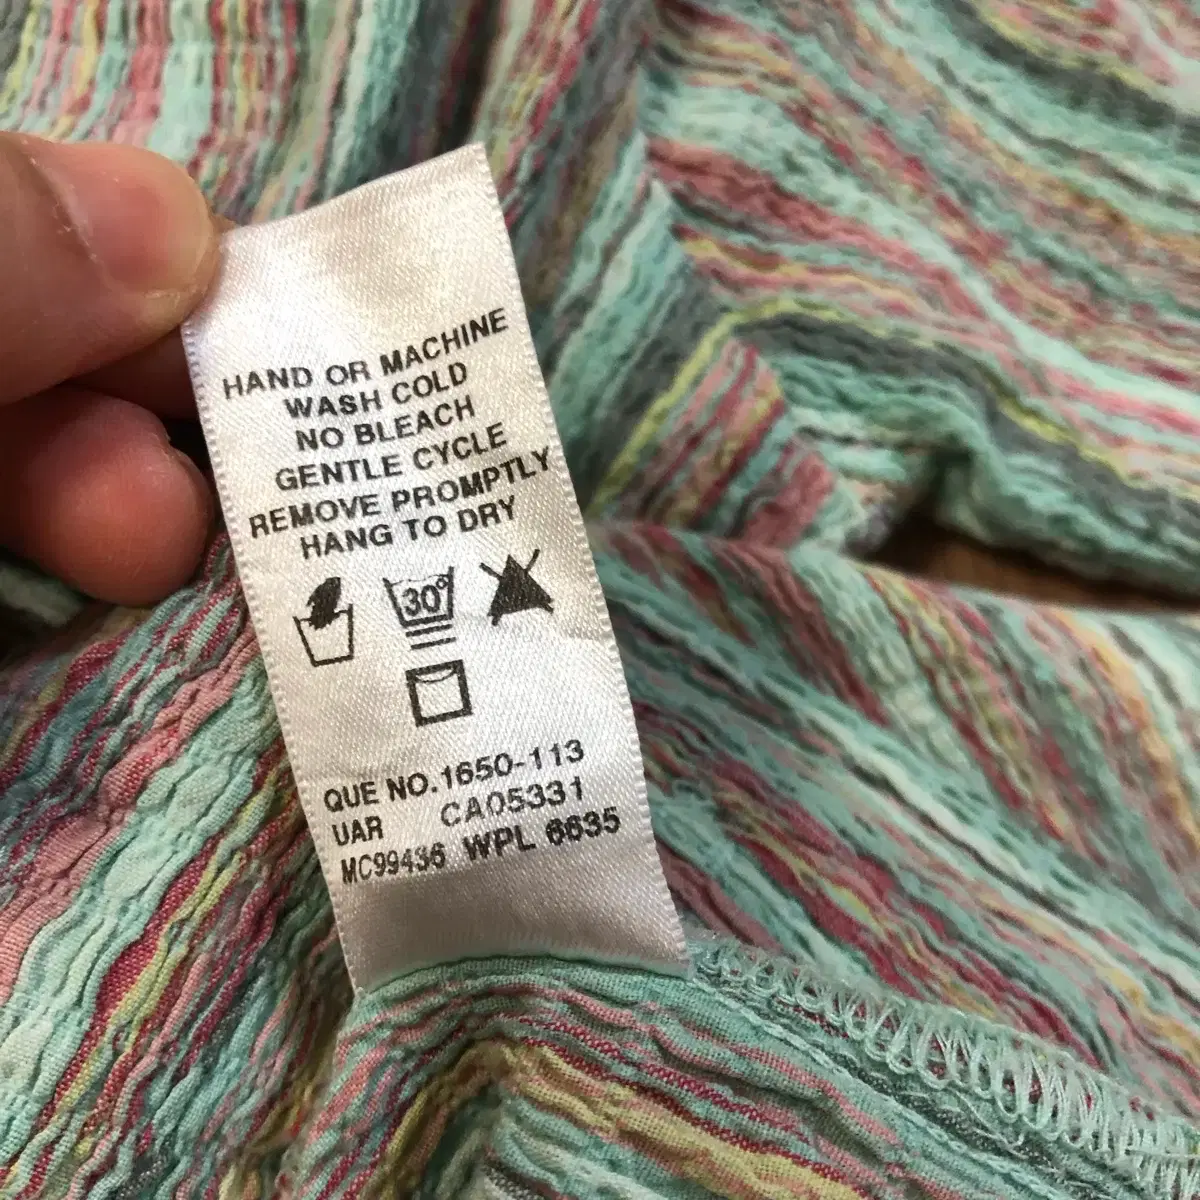 HAND OR MACHINE
WASH COLD
NO BLEACH
GENTLE CYCLE
REMOVE PROMPTLY
HANG TO DRY
30°
QUE NO.1650-113
UAR CA05331
MC99436 WPL 6635